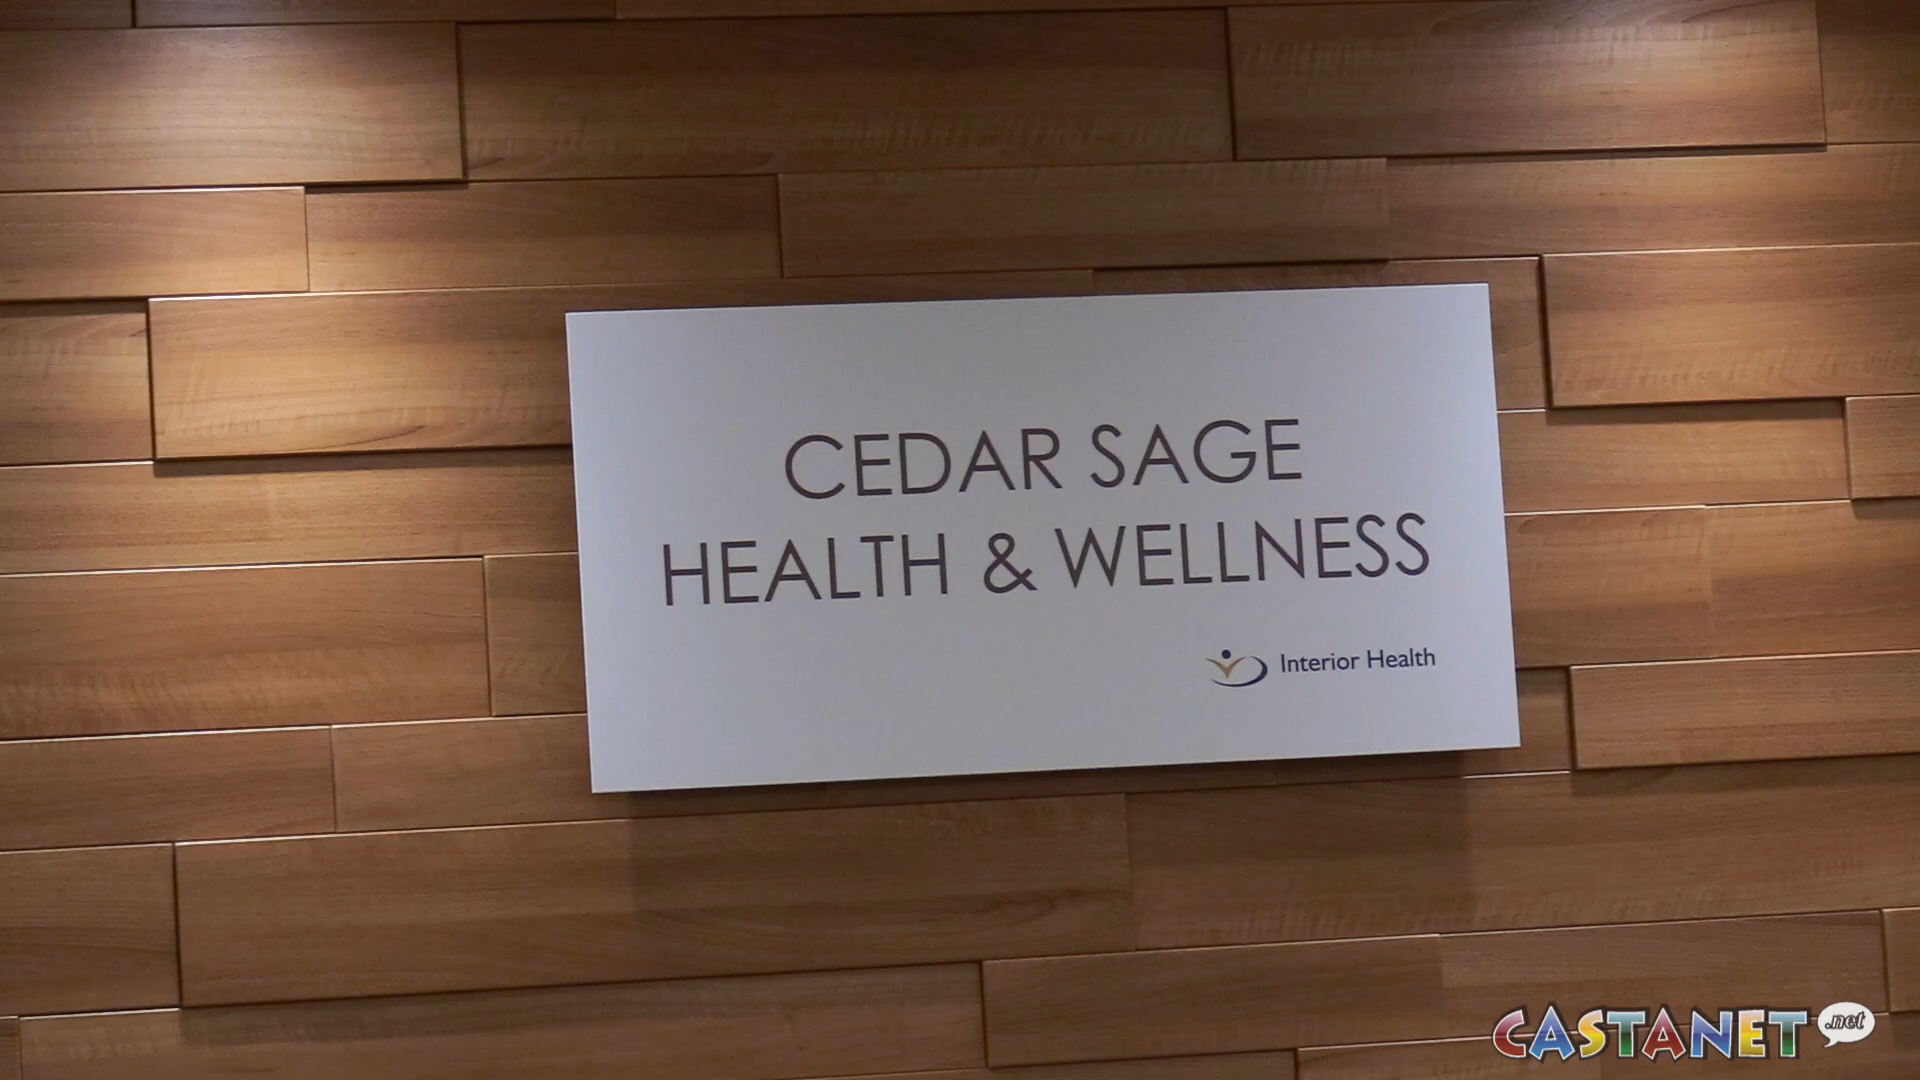 CEDAR SAGE
HEALTH & WELLNESS
Interior Health
CASTANET .net